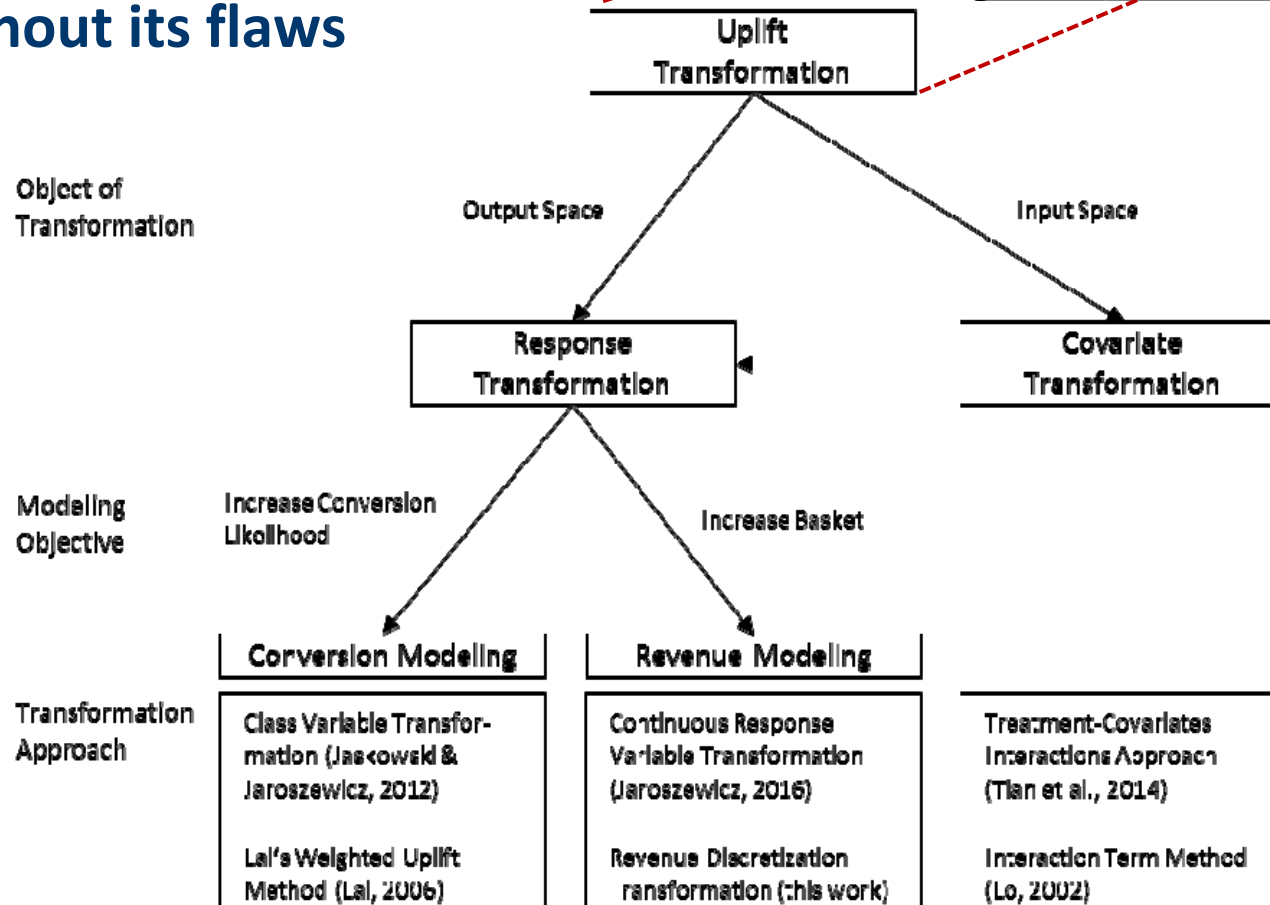 hout its flaws
Uplift
Transformation
Object of
Transformation
Output Space
Input Space
Response
Transformation
Covariate
Transformation
Modeling
Objective
Increase Conversion
Likolihood
Increase Basket
Conversion Modeling
Revenue Modeling
Transformation
Approach
Class Variable Transfor-
mation (Jaskowski &
Jaroszewicz, 2012)
Lai's Weighted Uplift
Method (Lai, 2006)
Continuous Response
Variable Transformation
(Jaroszewicz, 2016)
Revenue Discretization
ransformation (this work)
Treatment-Covariates
Interactions Approach
(Tian et al., 2014)
Interaction Term Method
(Lo, 2002)